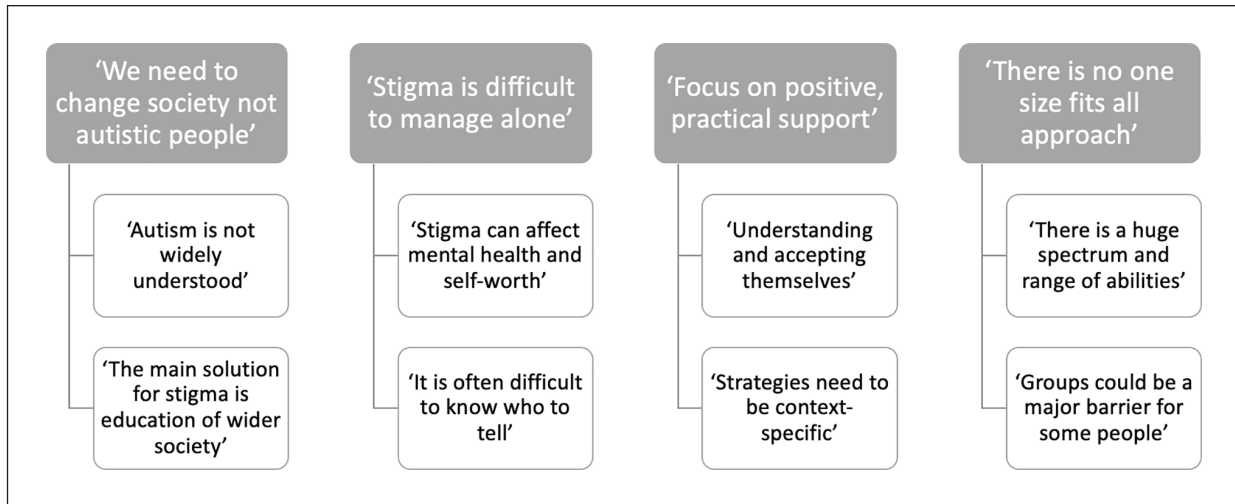 ‘We need to
change society not
autistic people’
‘Autism is not
widely
understood’
‘The main solution
for stigma is
education of wider
society’
‘Stigma is difficult
to manage alone’
‘Stigma can affect
mental health and
self-worth’
‘It is often difficult
to know who to
tell’
‘Focus on positive,
practical support’
‘Understanding
and accepting
themselves’
‘Strategies need to
be context-
specific’
‘There is no one
size fits all
approach’
‘There is a huge
spectrum and
range of abilities’
‘Groups could be a
major barrier for
some people’